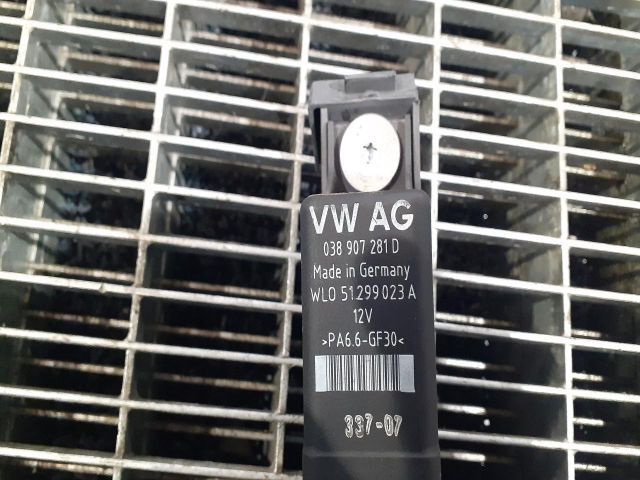 VW AG
038 907 281 D
Made in Germany
WLO 51.299 023 A
12V
>PA6.6-GF30<
337-07